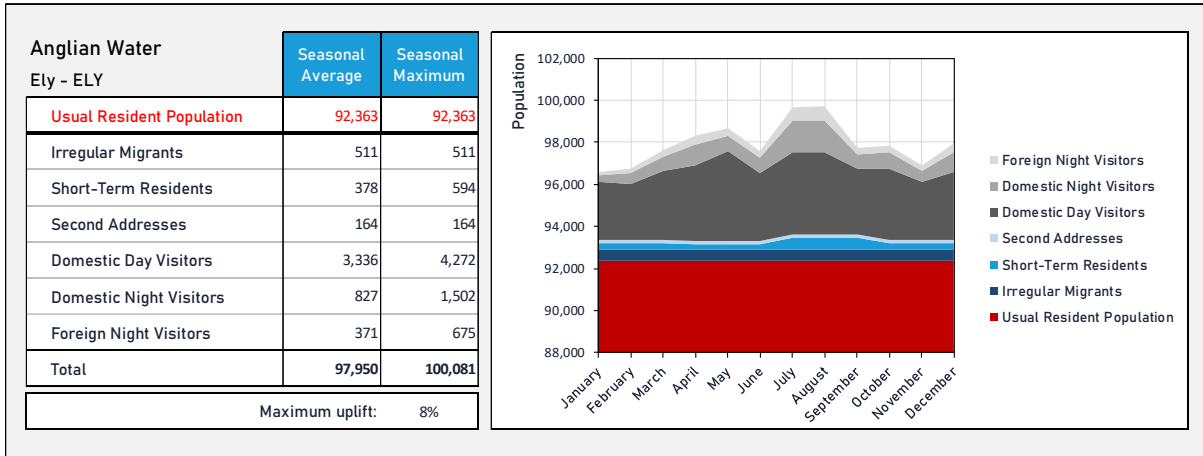 Anglian Water
Ely - ELY
Seasonal Average
Seasonal Maximum
Usual Resident Population 92,363 92,363
Irregular Migrants 511 511
Short-Term Residents 378 594
Second Addresses 164 164
Domestic Day Visitors 3,336 4,272
Domestic Night Visitors 827 1,502
Foreign Night Visitors 371 675
Total 97,950 100,081
Maximum uplift: 8%
Population
102,000
100,000
98,000
96,000
94,000
92,000
90,000
88,000
January
February
March
April
May
June
July
August
September
October
November
December
Foreign Night Visitors
Domestic Night Visitors
Domestic Day Visitors
Second Addresses
Short-Term Residents
Irregular Migrants
Usual Resident Population